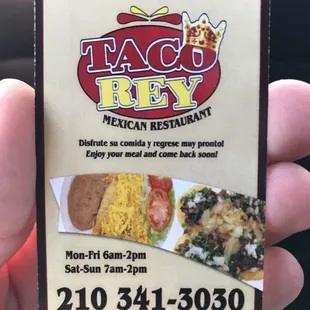 TACO
REY
MEXICAN RESTAURANT
Disfrute su comida y regrese muy pronto!
Enjoy your meal and come back soon!
Mon-Fri 6am-2pm
Sat-Sun 7am-2pm
210 341-3030